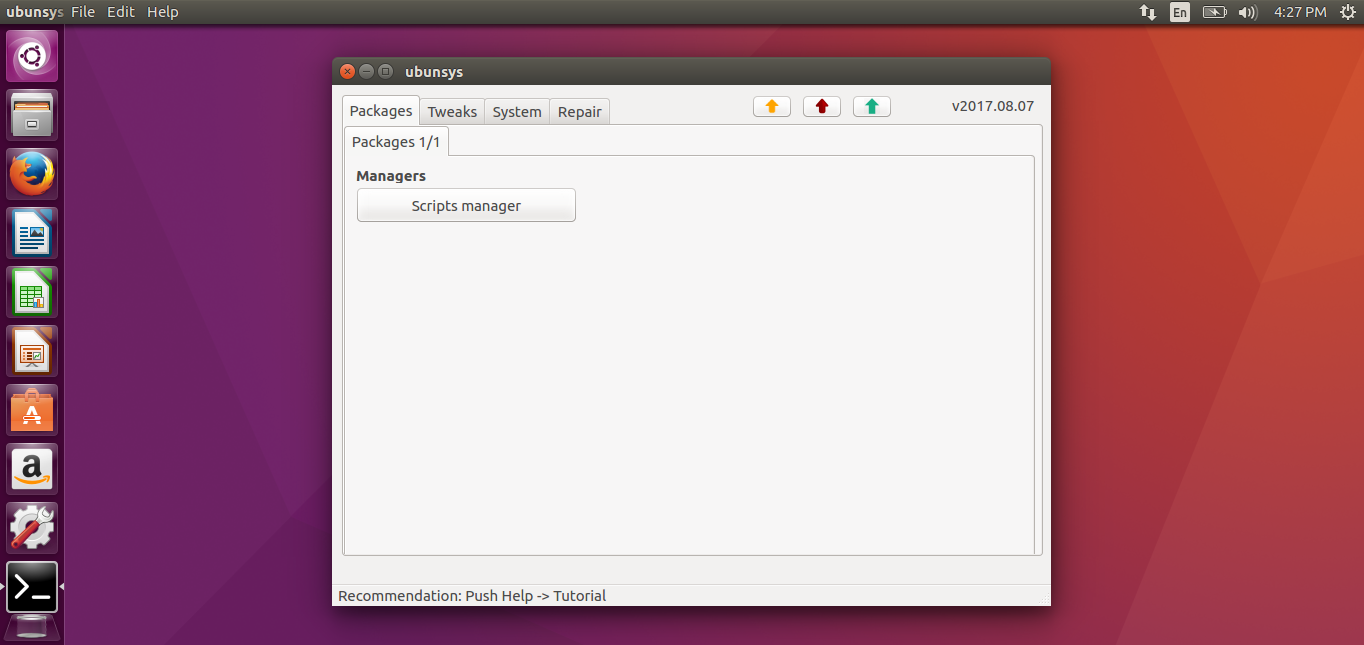 ubunsys File Edit Help
En 4:27 PM
ubunsys
Packages Tweaks System Repair
v2017.08.07
Packages 1/1
Managers
Scripts manager
A
a
>_
Recommendation: Push Help -> Tutorial